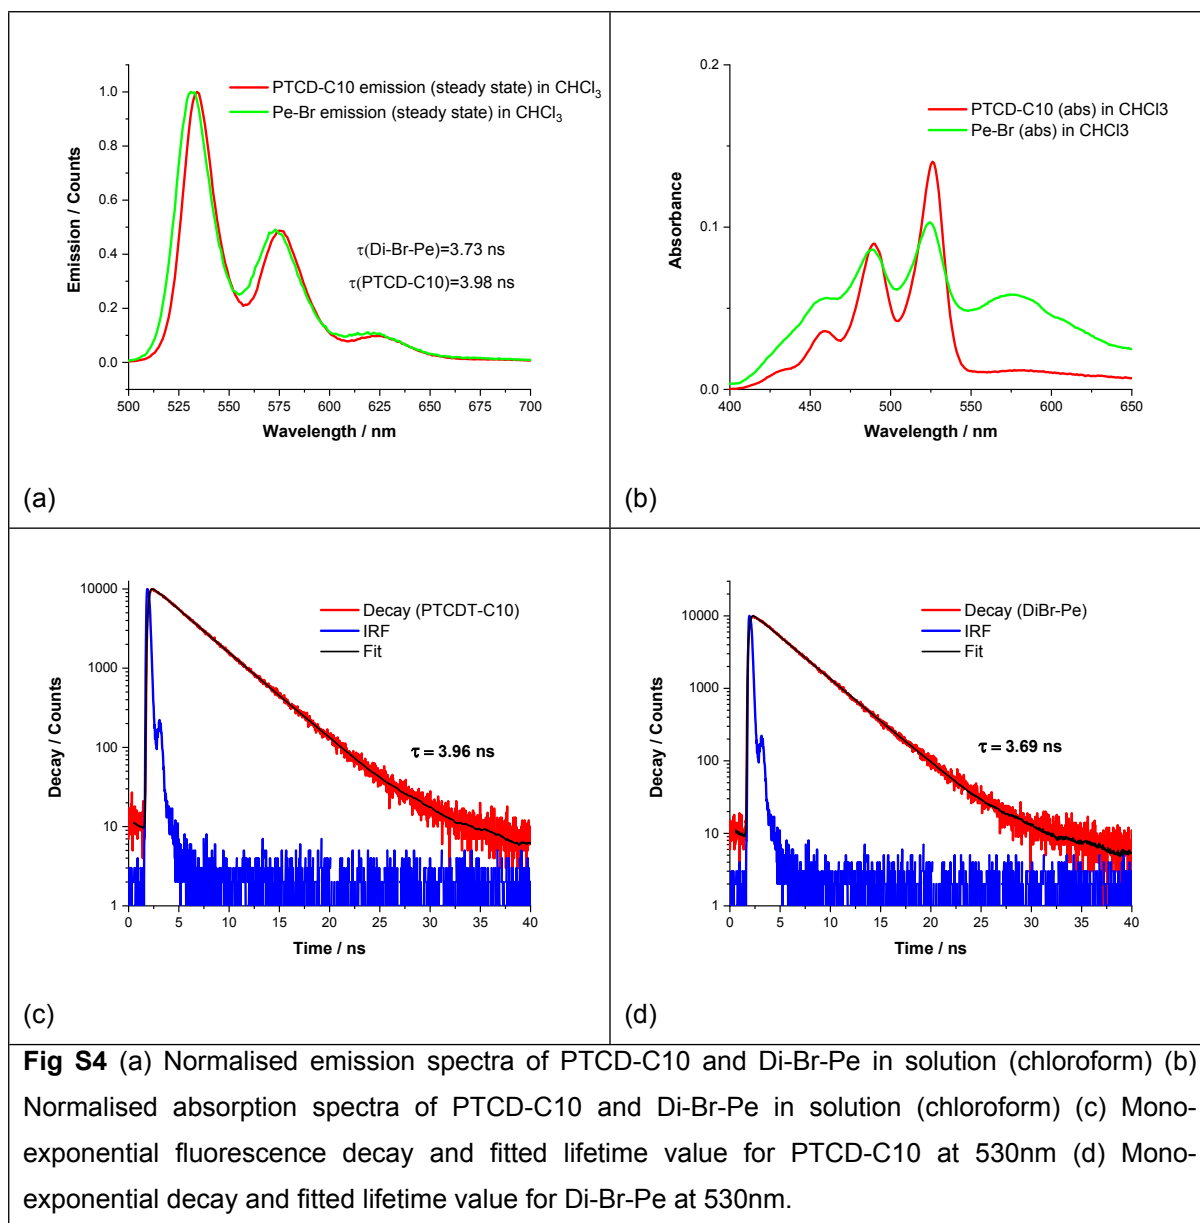 PTCD-C10 emission (steady state) in CHCl₃
Pe-Br emission (steady state) in CHCl₃
1.0
0.8
0.6
0.4
0.2
0.0
Emission / Counts
τ(Di-Br-Pe)=3.73 ns
τ(PTCD-C10)=3.98 ns
500 525 550 575 600 625 650 675 700
Wavelength / nm
(a)
0.2
0.1
0.0
Absorbance
PTCD-C10 (abs) in CHCl3
Pe-Br (abs) in CHCl3
400 450 500 550 600 650
Wavelength / nm
(b)
10000
1000
100
10
1
Decay / Counts
Decay (PTCDT-C10)
IRF
Fit
τ = 3.96 ns
0 5 10 15 20 25 30 35 40
Time / ns
(c)
10000
1000
100
10
1
Decay / Counts
Decay (DiBr-Pe)
IRF
Fit
τ = 3.69 ns
0 5 10 15 20 25 30 35 40
Time / ns
(d)
Fig S4 (a) Normalised emission spectra of PTCD-C10 and Di-Br-Pe in solution (chloroform) (b)
Normalised absorption spectra of PTCD-C10 and Di-Br-Pe in solution (chloroform) (c) Mono-
exponential fluorescence decay and fitted lifetime value for PTCD-C10 at 530nm (d) Mono-
exponential decay and fitted lifetime value for Di-Br-Pe at 530nm.